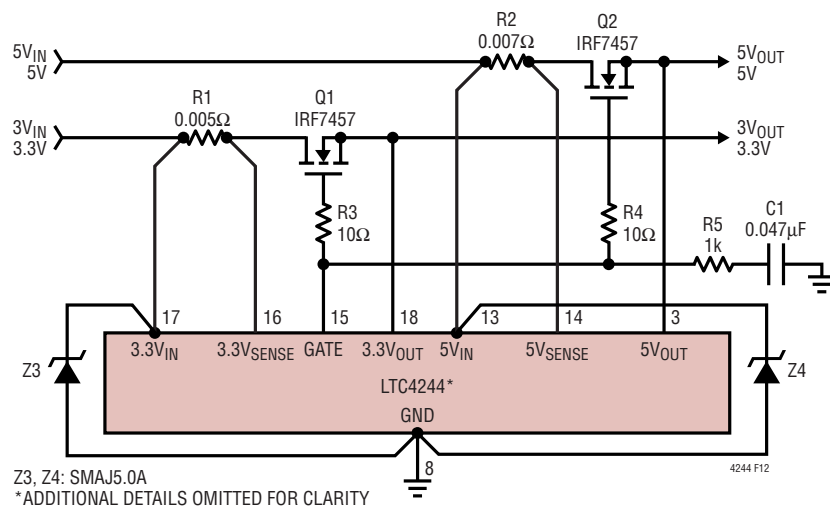 R2
0.007Ω
Q2
IRF7457
5VIN
5V
5VOUT
5V
R1
0.005Ω
Q1
IRF7457
3VIN
3.3V
3VOUT
3.3V
R3
10Ω
R4
10Ω
R5
1k
C1
0.047µF
17
16
15
18
13
14
3
3.3VIN
3.3VSENSE
GATE
3.3VOUT
5VIN
5VSENSE
5VOUT
Z3
LTC4244*
Z4
GND
8
4244 F12
Z3, Z4: SMAJ5.0A
*ADDITIONAL DETAILS OMITTED FOR CLARITY